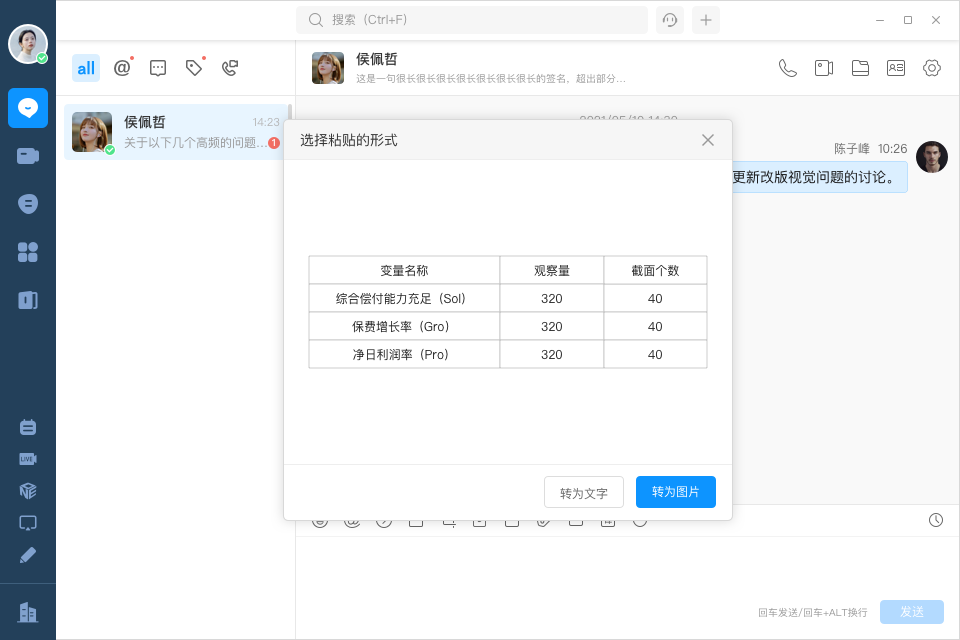 搜索（Ctrl+F）
all
侯佩哲
14:23
关于以下几个高频的问题...
1
侯佩哲
这是一句很长很长很长很长很长很长很长的签名，超出部分...
陈子峰 10:26
更新改版视觉问题的讨论。
选择粘贴的形式
变量名称 观察量 截面个数
综合偿付能力充足（Sol） 320 40
保费增长率（Gro） 320 40
净日利润率（Pro） 320 40
转为文字
转为图片
LIVE
回车发送/回车+ALT换行
发送